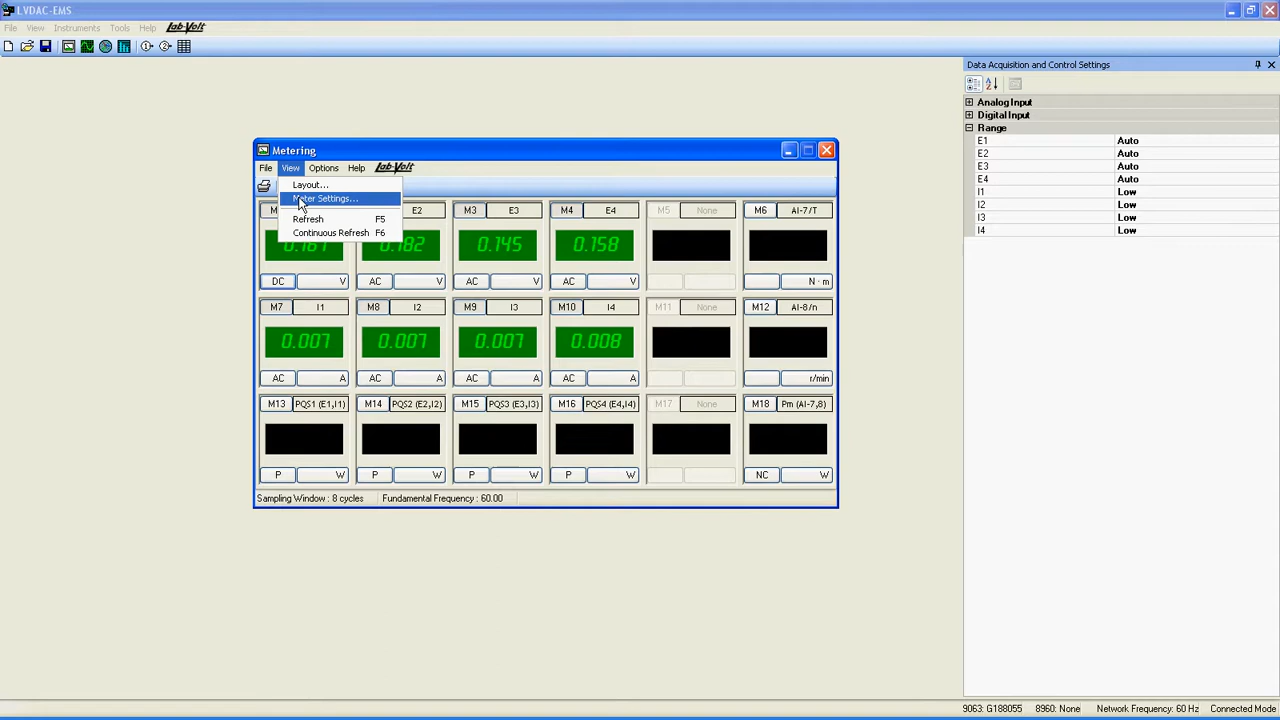 LVDAC-EMS
File View Instruments Tools Help Lab-Volt
Data Acquisition and Control Settings
Analog Input
Digital Input
Range
E1 Auto
E2 Auto
E3 Auto
E4 Auto
I1 Low
I2 Low
I3 Low
I4 Low
Metering
File View Options Help Lab-Volt
Layout...
Meter Settings...
Refresh F5
Continuous Refresh F6
E2 M3 E3 M4 E4 M5 None M6 AI-7/T
0.182 0.145 0.158
DC V AC V AC V AC V N·m
M7 I1 M8 I2 M9 I3 M10 I4 M11 None M12 AI-8/n
0.007 0.007 0.007 0.008
AC A AC A AC A AC A r/min
M13 PQS1 (E1,I1) M14 PQS2 (E2,I2) M15 PQS3 (E3,I3) M16 PQS4 (E4,I4) M17 None M18 Pm (AI-7,8)
P W P W P W P W NC W
Sampling Window : 8 cycles Fundamental Frequency : 60.00
9063: G188055 8960: None Network Frequency: 60 Hz Connected Mode